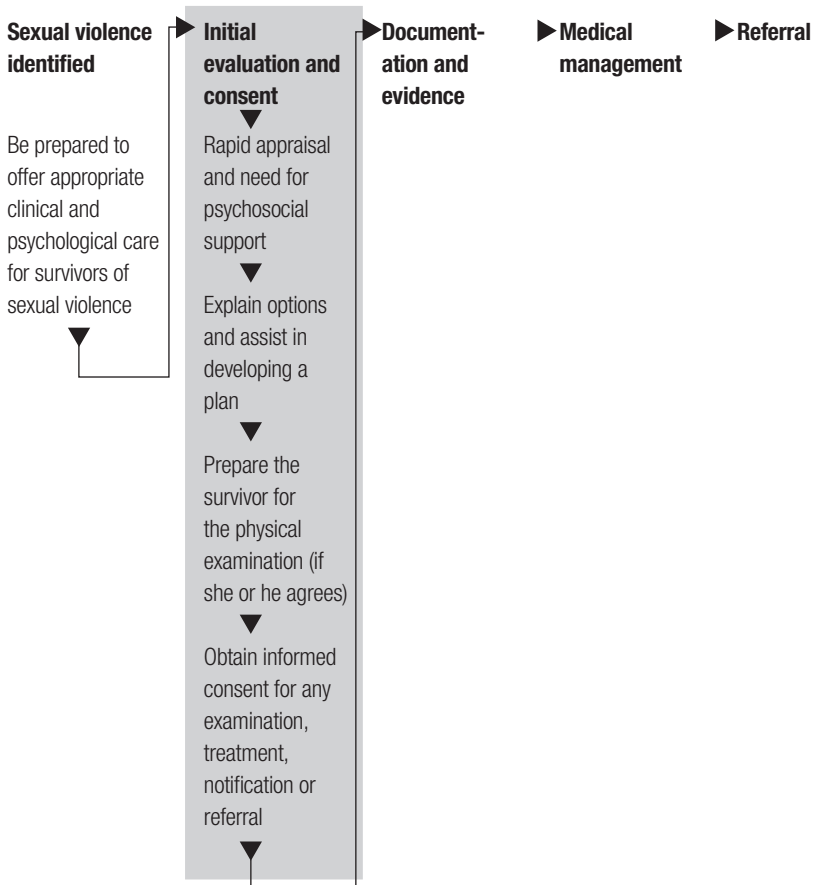 Sexual violence
identified
Be prepared to
offer appropriate
clinical and
psychological care
for survivors of
sexual violence
Initial
evaluation and
consent
Rapid appraisal
and need for
psychosocial
support
Explain options
and assist in
developing a
plan
Prepare the
survivor for
the physical
examination (if
she or he agrees)
Obtain informed
consent for any
examination,
treatment,
notification or
referral
Document-
ation and
evidence
Medical
management
Referral